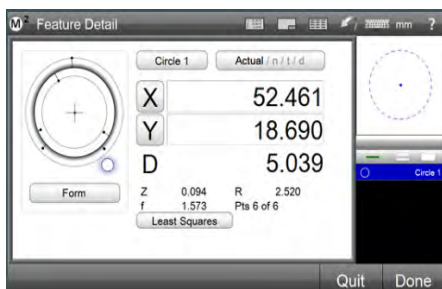 M² Feature Detail mm ?
Circle 1 Actual / n / t / d
X 52.461
Y 18.690
D 5.039
Z 0.094 R 2.520
f 1.573 Pts 6 of 6
Form
Least Squares
Circle 1
Quit Done